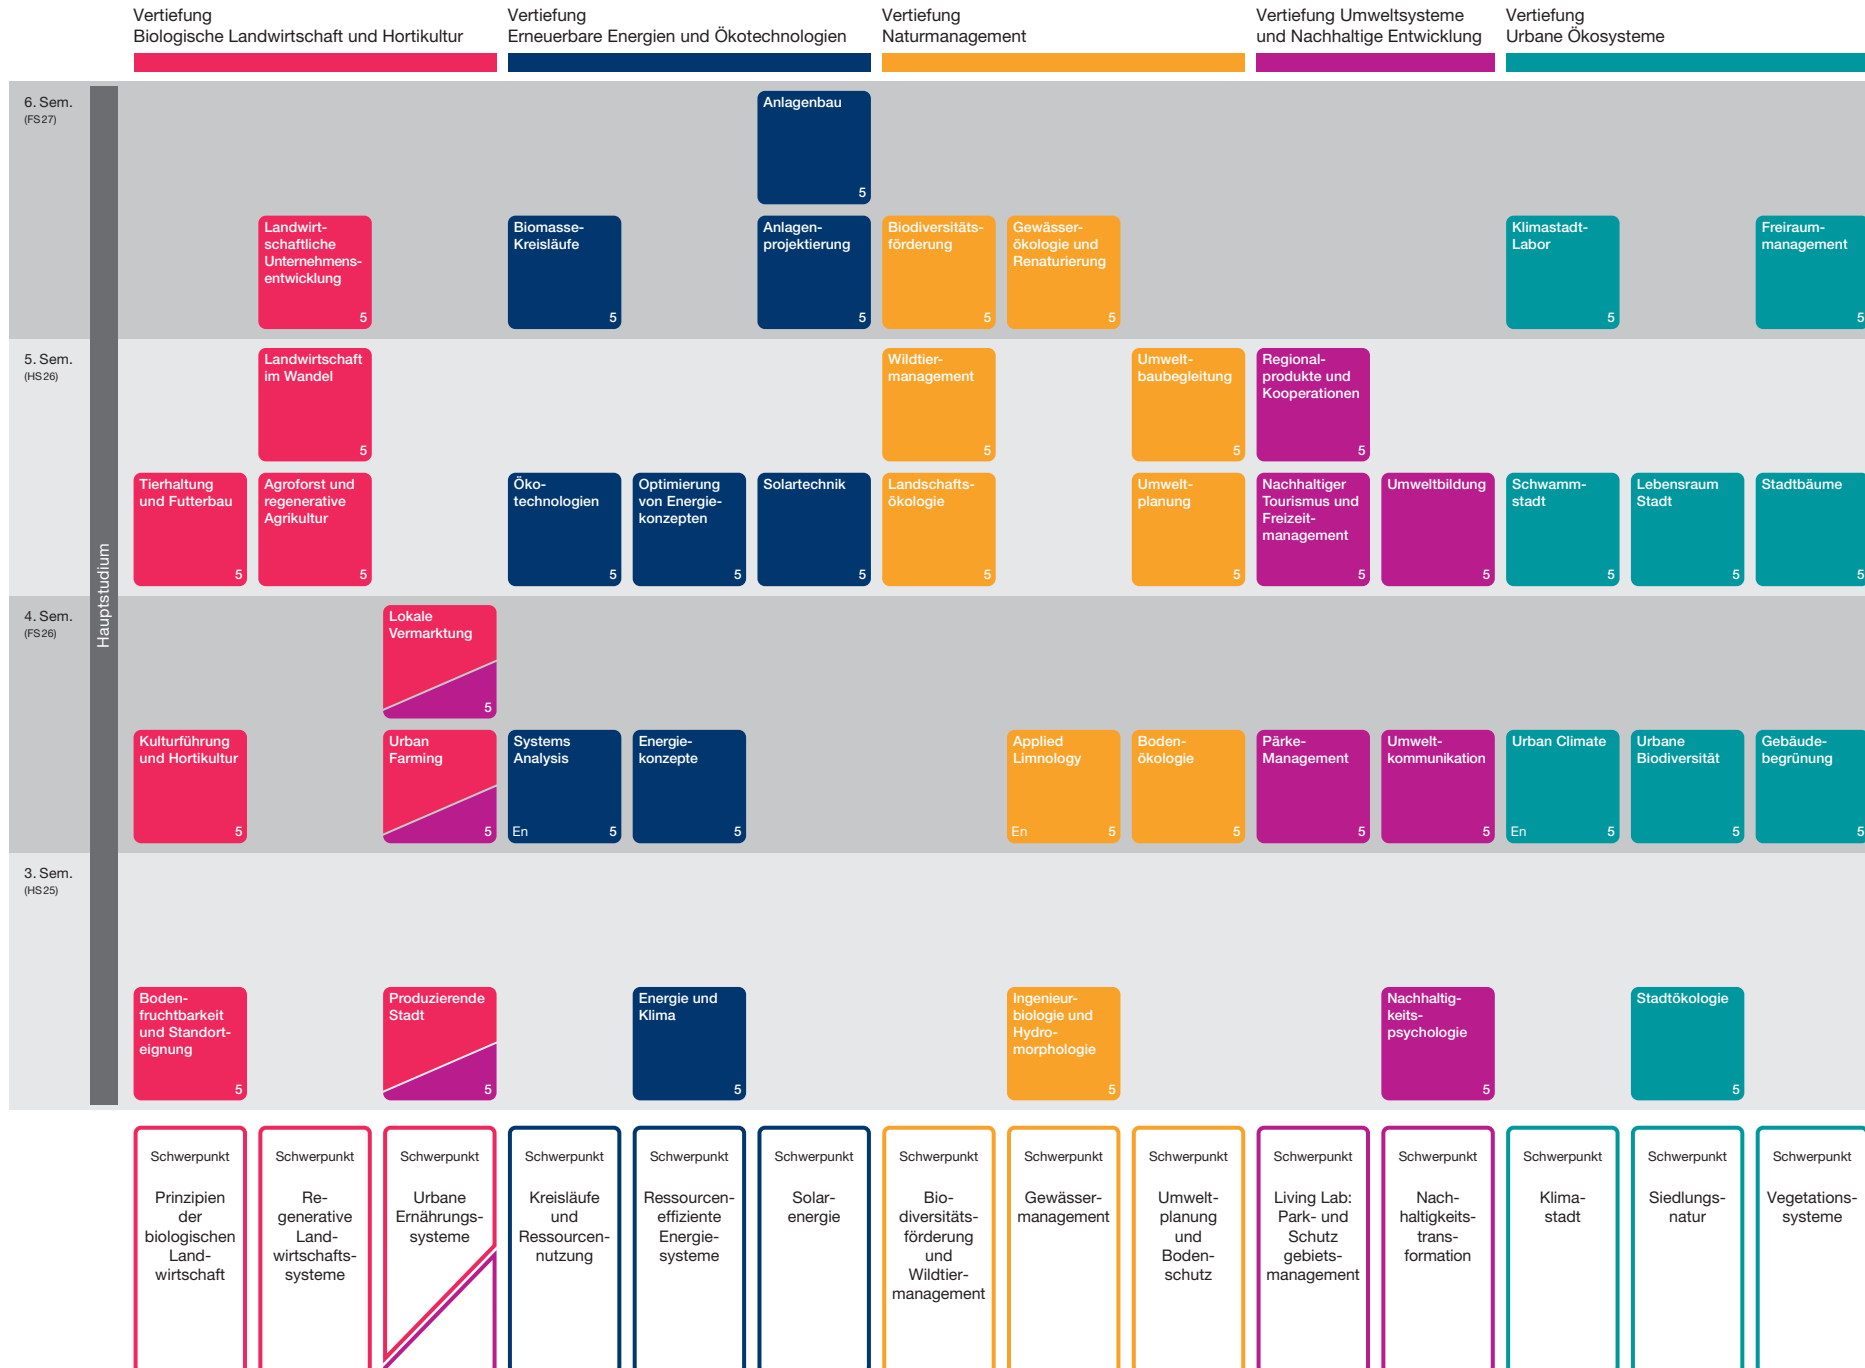 Vertiefung
Biologische Landwirtschaft und Hortikultur
Vertiefung
Erneuerbare Energien und Ökotechnologien
Vertiefung
Naturmanagement
Vertiefung Umweltsysteme
und Nachhaltige Entwicklung
Vertiefung
Urbane Ökosysteme
Hauptstudium
6. Sem.
(FS27)
Anlagenbau
5
Landwirt-
schaftliche
Unternehmens-
entwicklung
5
Biomasse-
Kreisläufe
5
Anlagen-
projektierung
5
Biodiversitäts-
förderung
5
Gewässer-
ökologie und
Renaturierung
5
Klimastadt-
Labor
5
Freiraum-
management
5
5. Sem.
(HS26)
Landwirtschaft
im Wandel
5
Wildtier-
management
5
Umwelt-
baubegleitung
5
Regional-
produkte und
Kooperationen
5
Tierhaltung
und Futterbau
5
Agroforst und
regenerative
Agrikultur
5
Öko-
technologien
5
Optimierung
von Energie-
konzepten
5
Solartechnik
5
Landschafts-
ökologie
5
Umwelt-
planung
5
Nachhaltiger
Tourismus und
Freizeit-
management
5
Umweltbildung
5
Schwamm-
stadt
5
Lebensraum
Stadt
5
Stadtbäume
5
4. Sem.
(FS26)
Lokale
Vermarktung
5
Kulturführung
und Hortikultur
5
Urban
Farming
5
Systems
Analysis
En 5
Energie-
konzepte
5
Applied
Limnology
En 5
Boden-
ökologie
5
Pärke-
Management
5
Umwelt-
kommunikation
5
Urban Climate
En 5
Urbane
Biodiversität
5
Gebäude-
begrünung
5
3. Sem.
(HS25)
Boden-
fruchtbarkeit
und Standort-
eignung
5
Produzierende
Stadt
5
Energie und
Klima
5
Ingenieur-
biologie und
Hydro-
morphologie
5
Nachhaltig-
keits-
psychologie
5
Stadtökologie
5
Schwerpunkt
Prinzipien
der
biologischen
Land-
wirtschaft
Schwerpunkt
Re-
generative
Land-
wirtschafts-
systeme
Schwerpunkt
Urbane
Ernährungs-
systeme
Schwerpunkt
Kreisläufe
und
Ressourcen-
nutzung
Schwerpunkt
Ressourcen-
effiziente
Energie-
systeme
Schwerpunkt
Solar-
energie
Schwerpunkt
Bio-
diversitäts-
förderung
und
Wildtier-
management
Schwerpunkt
Gewässer-
management
Schwerpunkt
Umwelt-
planung
und
Boden-
schutz
Schwerpunkt
Living Lab:
Park- und
Schutz
gebiets-
management
Schwerpunkt
Nach-
haltigkeits-
trans-
formation
Schwerpunkt
Klima-
stadt
Schwerpunkt
Siedlungs-
natur
Schwerpunkt
Vegetations-
systeme